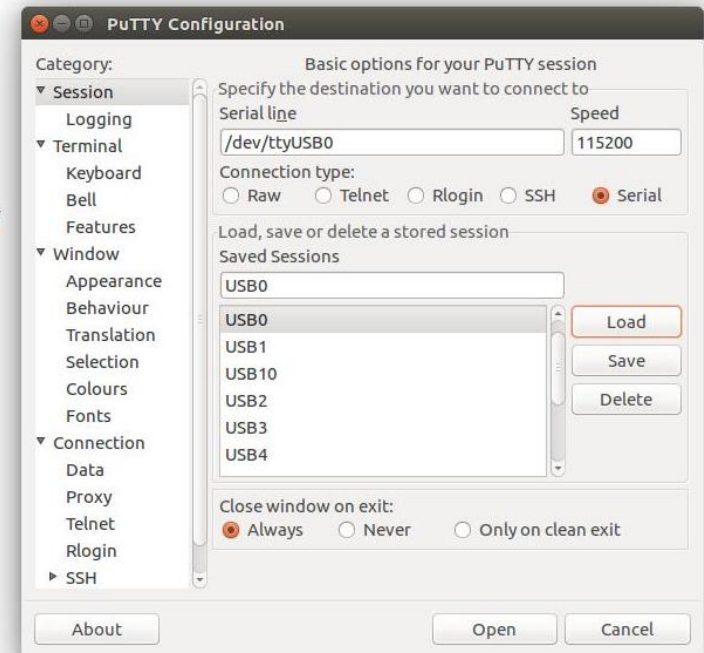 PuTTY Configuration
Category:
Session
Logging
Terminal
Keyboard
Bell
Features
Window
Appearance
Behaviour
Translation
Selection
Colours
Fonts
Connection
Data
Proxy
Telnet
Rlogin
SSH
Basic options for your PuTTY session
Specify the destination you want to connect to
Serial line Speed
/dev/ttyUSB0 115200
Connection type:
Raw Telnet Rlogin SSH Serial
Load, save or delete a stored session
Saved Sessions
USB0
USB0
USB1
USB10
USB2
USB3
USB4
Load
Save
Delete
Close window on exit:
Always Never Only on clean exit
About Open Cancel